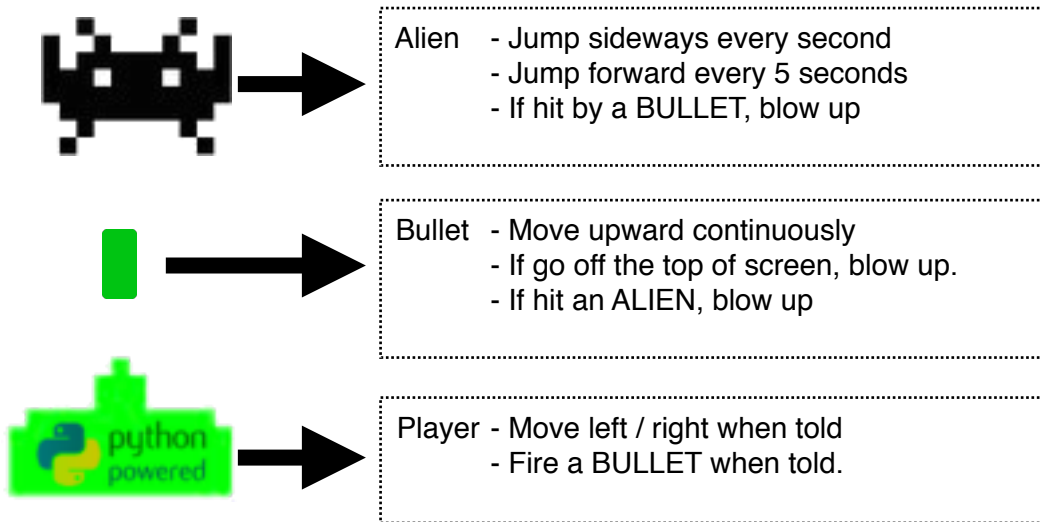 Alien - Jump sideways every second
- Jump forward every 5 seconds
- If hit by a BULLET, blow up
Bullet - Move upward continuously
- If go off the top of screen, blow up.
- If hit an ALIEN, blow up
python
powered
Player - Move left / right when told
- Fire a BULLET when told.